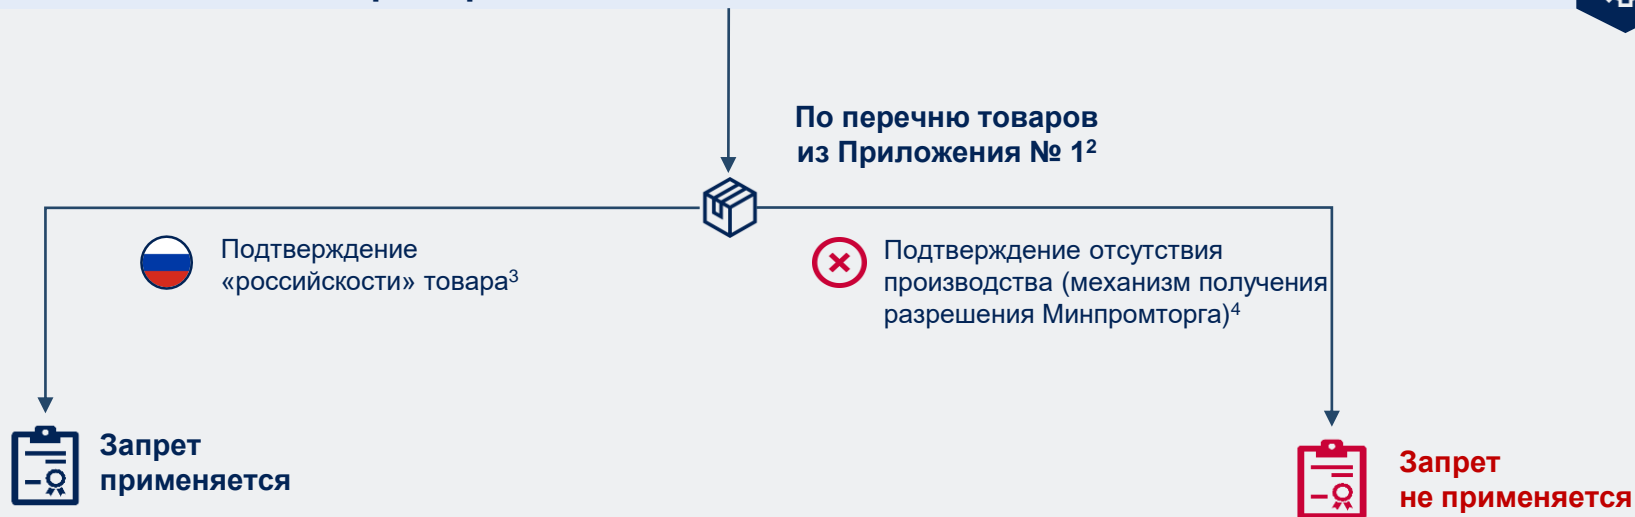 По перечню товаров
из Приложения № 1²
Подтверждение
«российскости» товара³
Подтверждение отсутствия
производства (механизм получения
разрешения Минпромторга)⁴
Запрет
применяется
Запрет
не применяется